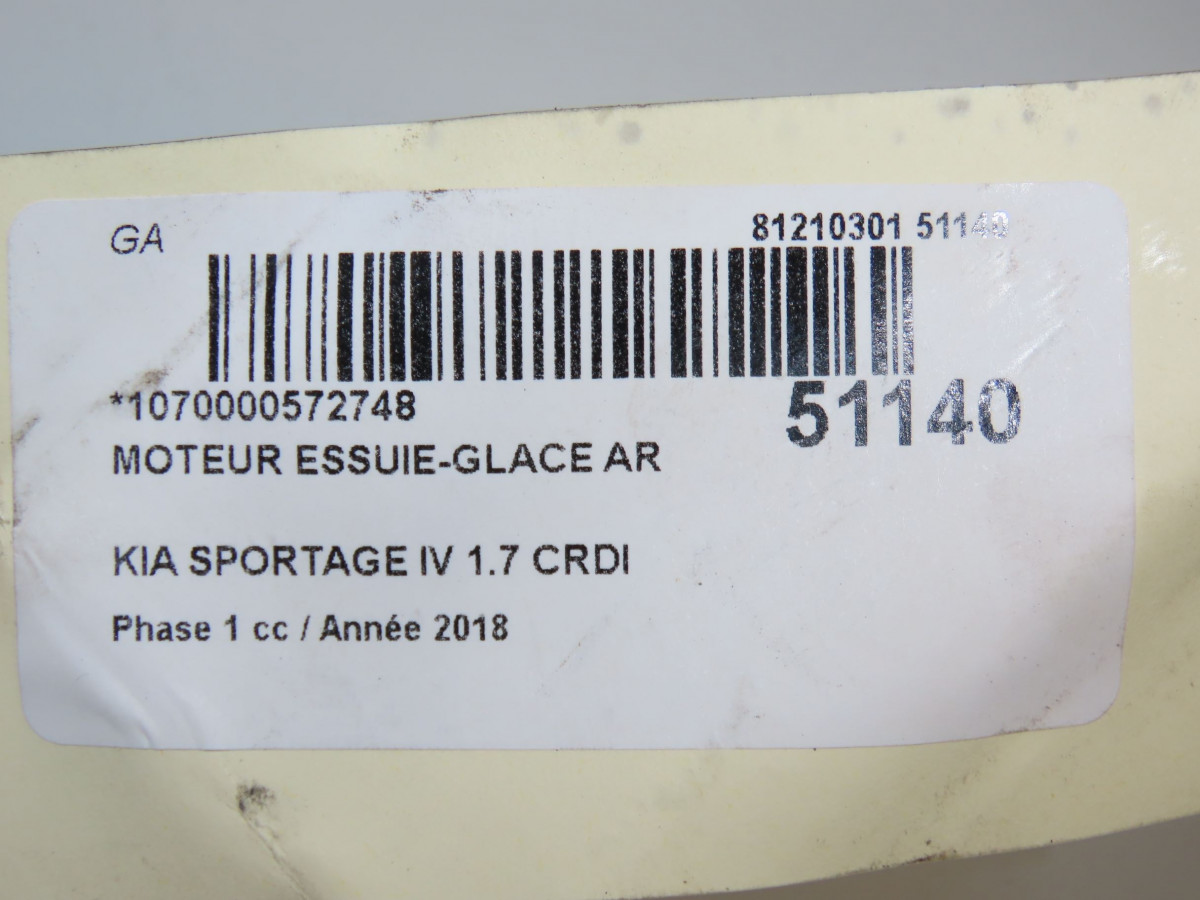 GA
81210301 51140
*1070000572748
51140
MOTEUR ESSUIE-GLACE AR
KIA SPORTAGE IV 1.7 CRDI
Phase 1 cc / Année 2018